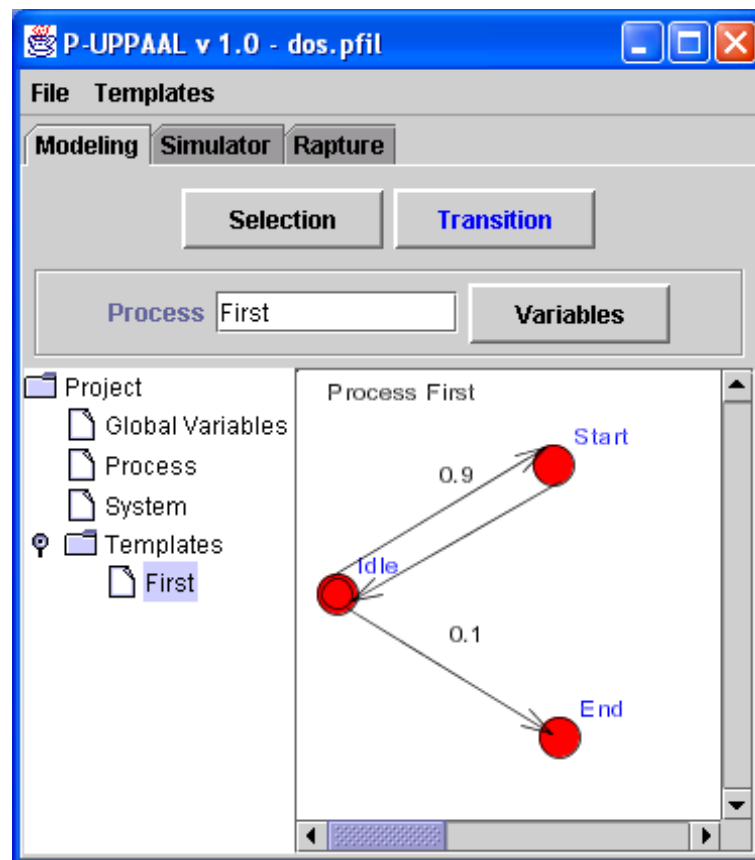 P-UPPAAL v 1.0 - dos.pfil
File Templates
Modeling Simulator Rapture
Selection Transition
Process First Variables
Project
Global Variables
Process
System
Templates
First
Process First
Start
0.9
Idle
0.1
End